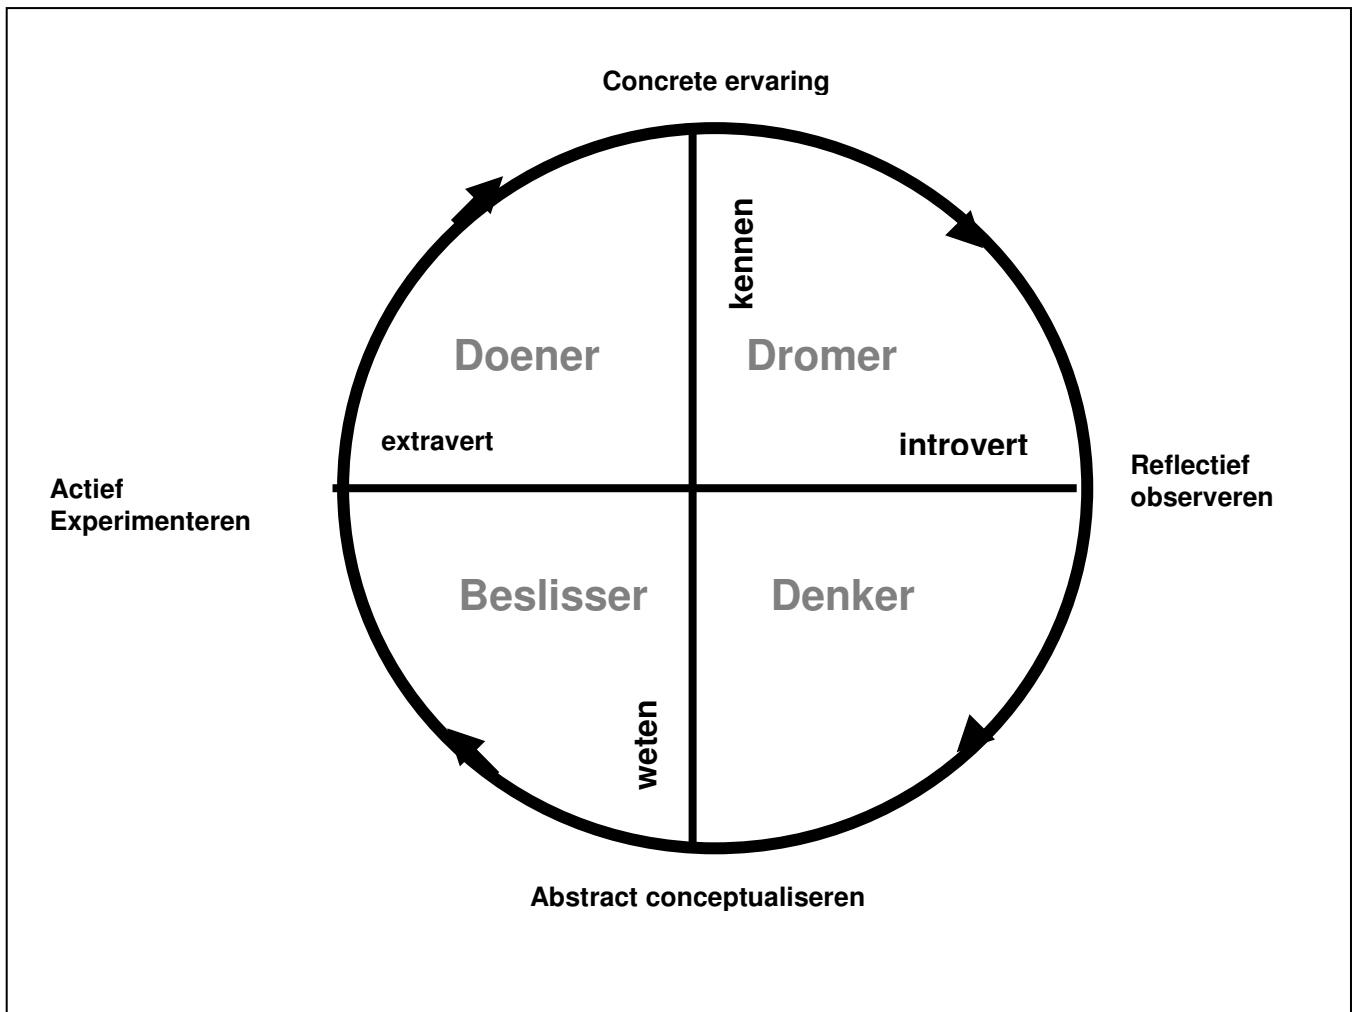 Concrete ervaring
kennen
Doener
Dromer
extravert
introvert
Reflectief
observeren
Actief
Experimenteren
Beslisser
Denker
weten
Abstract conceptualiseren